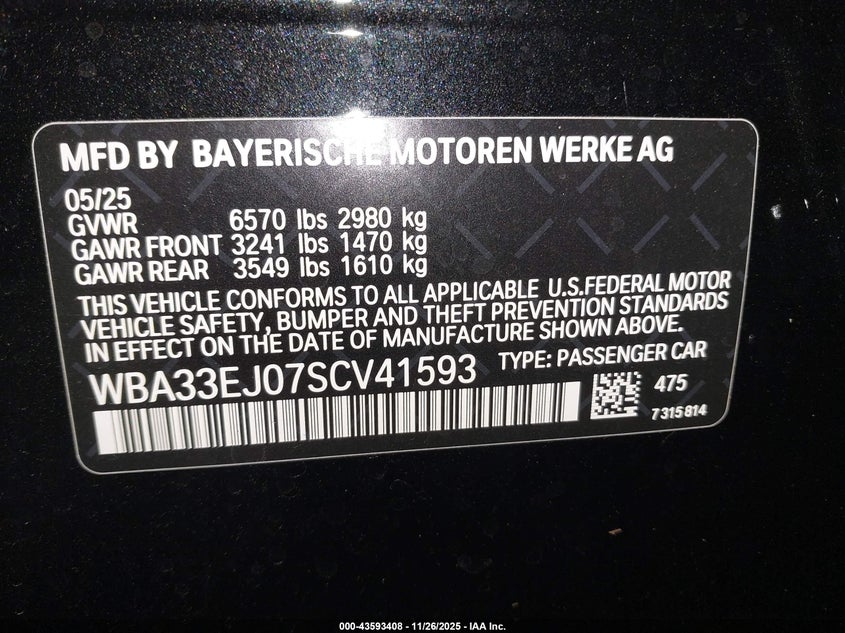 MFD BY BAYERISCHE MOTOREN WERKE AG
05/25
GVWR 6570 lbs 2980 kg
GAWR FRONT 3241 lbs 1470 kg
GAWR REAR 3549 lbs 1610 kg
THIS VEHICLE CONFORMS TO ALL APPLICABLE U.S.FEDERAL MOTOR
VEHICLE SAFETY, BUMPER AND THEFT PREVENTION STANDARDS
IN EFFECT ON THE DATE OF MANUFACTURE SHOWN ABOVE.
WBA33EJ07SCV41593 TYPE: PASSENGER CAR
475
7315814
000-43593408 - 11/26/2025 - IAA Inc.